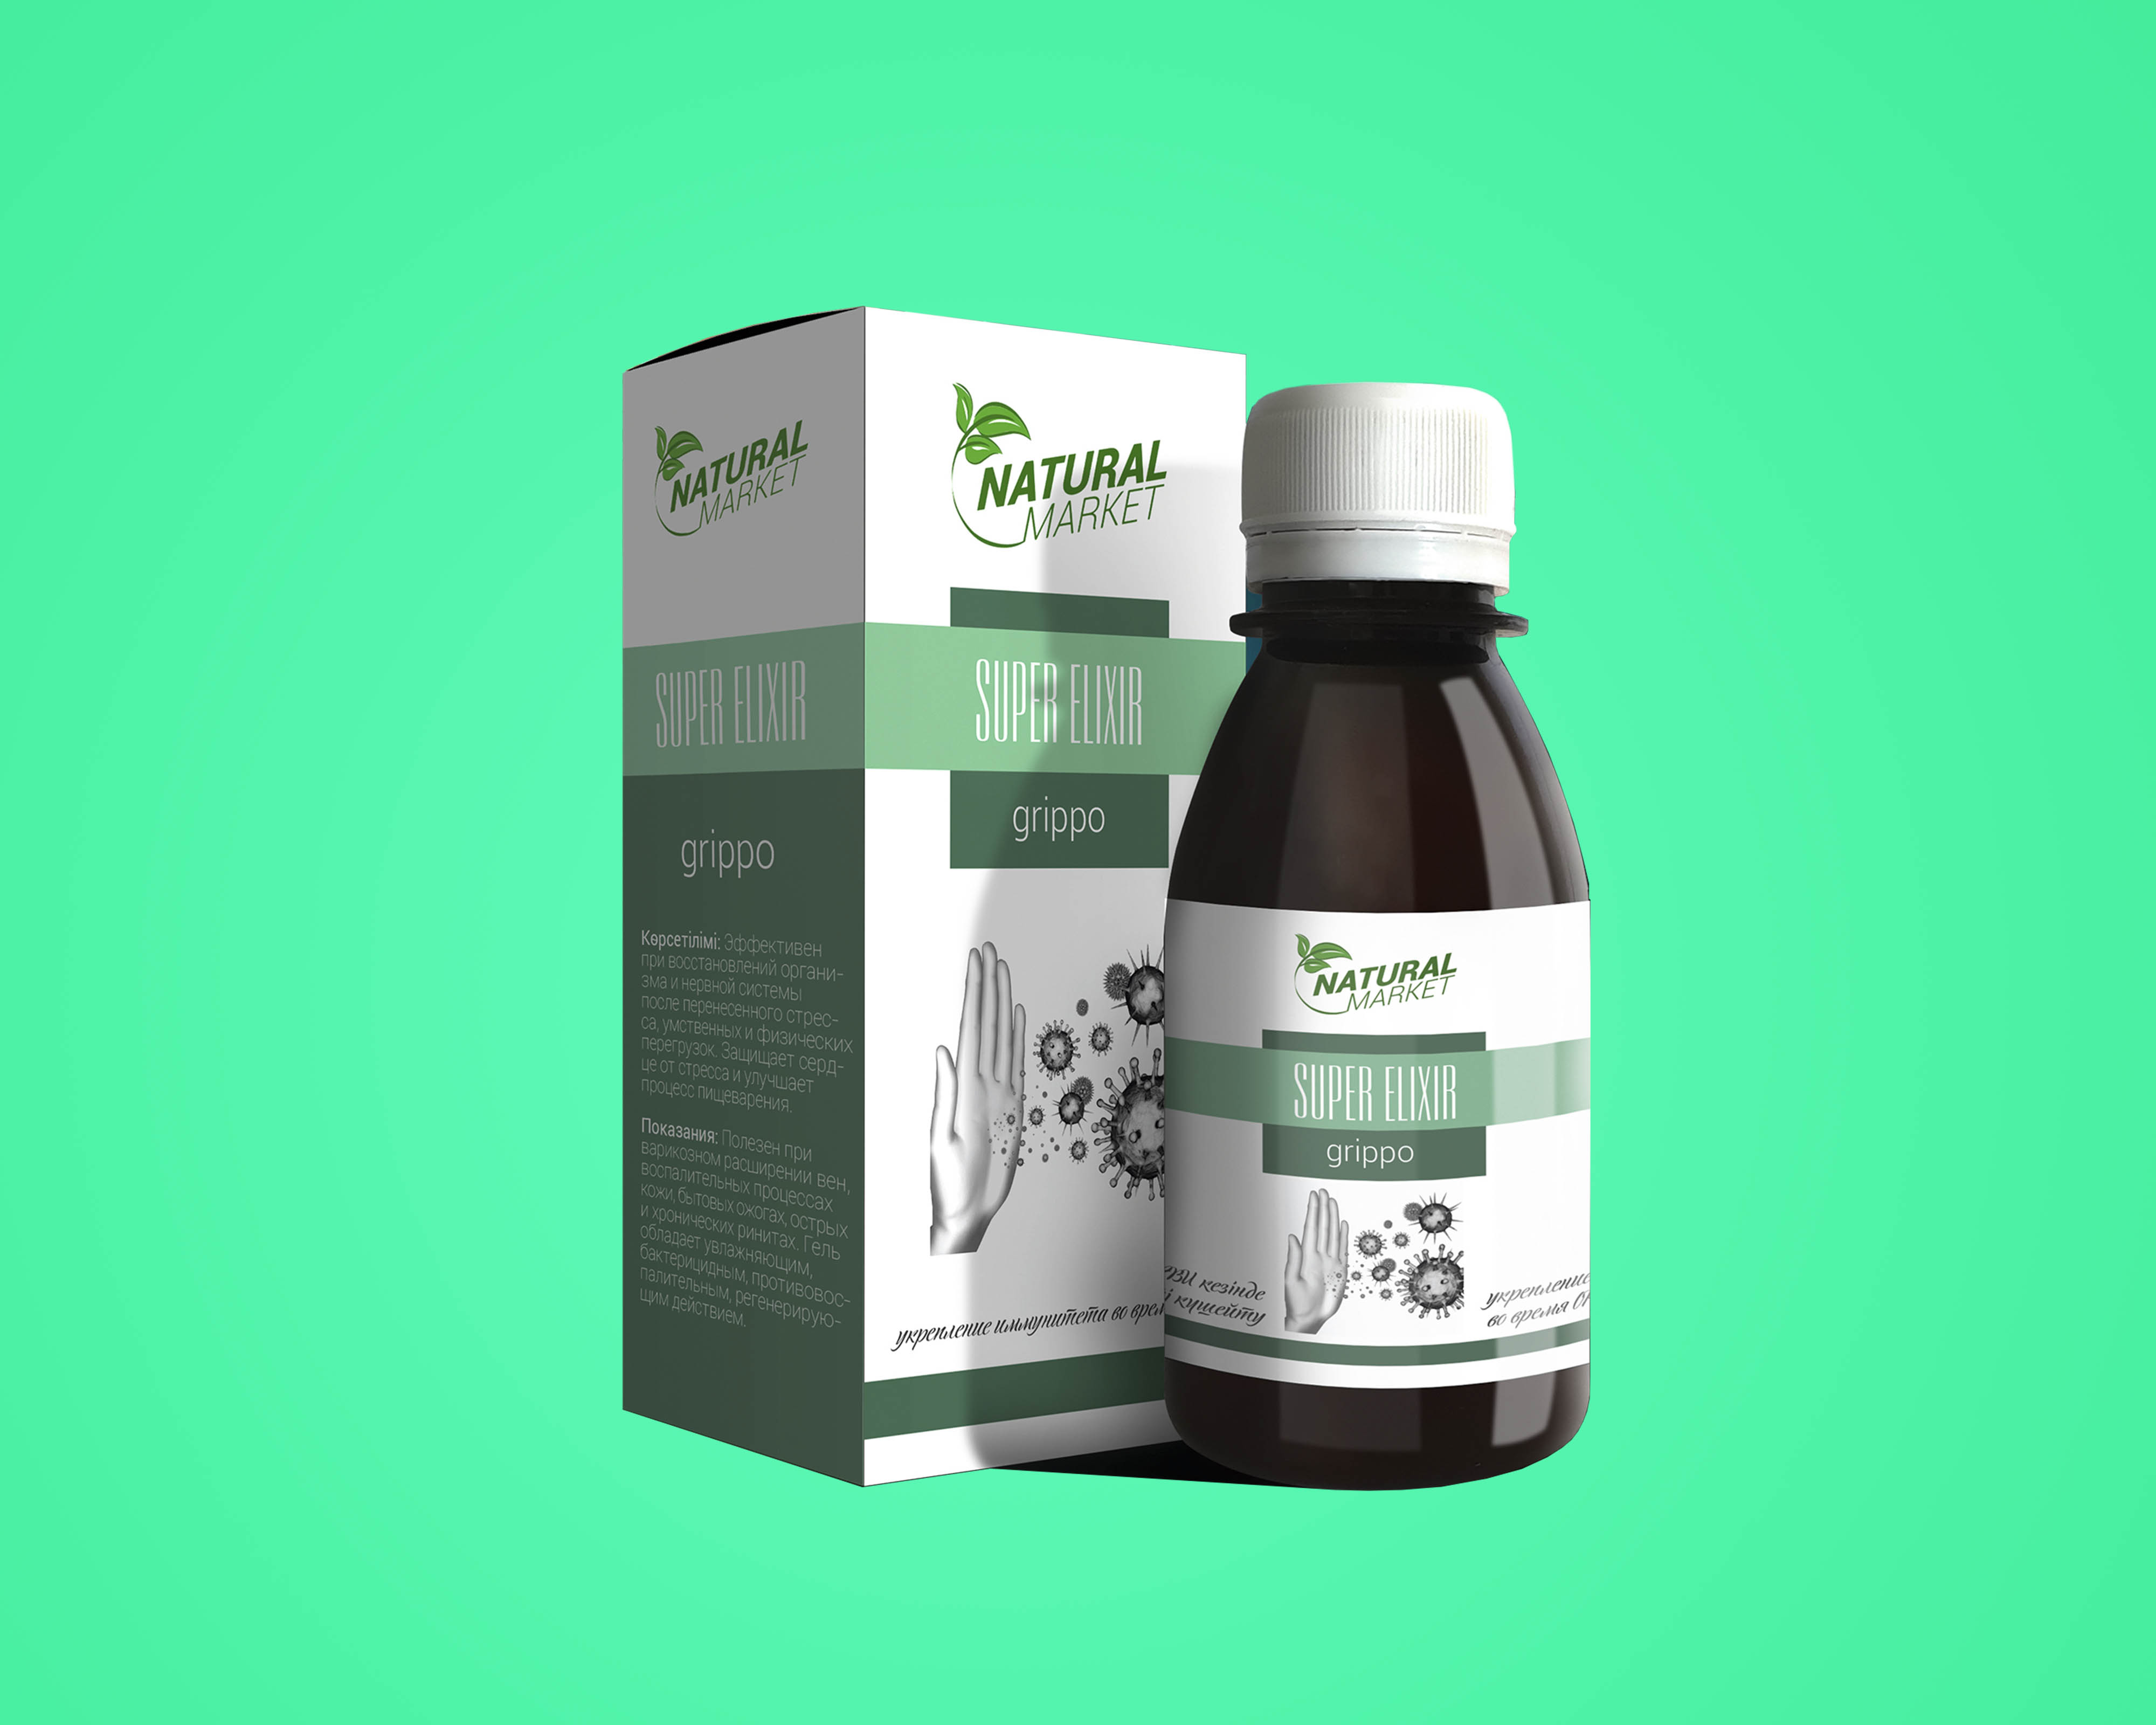 NATURAL
MARKET
SUPER ELIXIR
grippo
Көрсетілімі: Эффективен
при восстановлений органи-
зма и нервной системы
после перенесенного стрес-
са, умственных и физических
перегрузок. Защищает серд-
це от стресса и улучшает
процесс пищеварения.
Показания: Полезен при
варикозном расширении вен,
воспалительных процессах
кожи, бытовых ожогах, острых
и хронических ринитах. Гель
обладает увлажняющим,
бактерицидным, противовос-
палительным, регенерирую-
щим действием.
NATURAL
MARKET
SUPER ELIXIR
grippo
укрепление иммунитета во
NATURAL
MARKET
SUPER ELIXIR
grippo
кезінде
күшейту
укрепление
во время